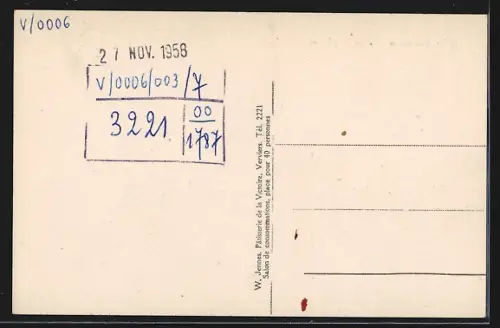 V/0006
27 NOV. 1958
V/0006/003/7
3221
00
1787
W. Jennes, Pâtisserie de la Victoire, Verviers. Tél. 2221
Salon de consommations, place pour 40 personnes